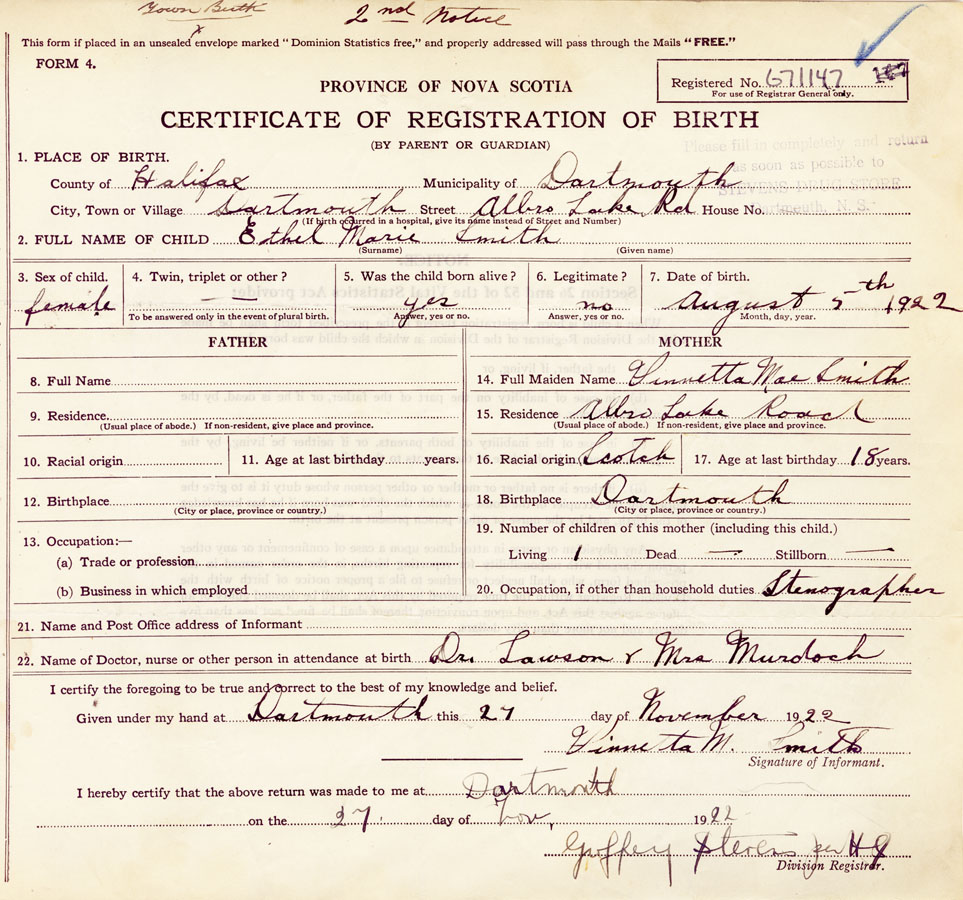 Town Birth
2nd Notice
This form if placed in an unsealed envelope marked "Dominion Statistics free," and properly addressed will pass through the Mails "FREE."
FORM 4.
PROVINCE OF NOVA SCOTIA
Registered No. 671147 167
For use of Registrar General only.
CERTIFICATE OF REGISTRATION OF BIRTH
(BY PARENT OR GUARDIAN)
Please fill in completely and return
as soon as possible to
STEVENS DRUG STORE
Dartmouth, N. S.
1. PLACE OF BIRTH.
County of Halifax Municipality of Dartmouth
City, Town or Village Dartmouth Street Albro Lake Rd House No.
(If birth occurred in a hospital, give its name instead of Street and Number)
2. FULL NAME OF CHILD Ethel Marie Smith
(Surname) (Given name)
3. Sex of child. 4. Twin, triplet or other? 5. Was the child born alive? 6. Legitimate? 7. Date of birth.
female — — yes no August 5th 1922
To be answered only in the event of plural birth. Answer, yes or no. Answer, yes or no. Month, day, year.
FATHER MOTHER
8. Full Name 14. Full Maiden Name Vinnetta Mae Smith
9. Residence. 15. Residence Albro Lake Road
(Usual place of abode.) If non-resident, give place and province. (Usual place of abode.) If non-resident, give place and province.
10. Racial origin 11. Age at last birthday years. 16. Racial origin Scotch 17. Age at last birthday 18 years.
12. Birthplace 18. Birthplace Dartmouth
(City or place, province or country.) (City or place, province or country.)
13. Occupation:— 19. Number of children of this mother (including this child.)
(a) Trade or profession Living 1 Dead — Stillborn —
(b) Business in which employed 20. Occupation, if other than household duties Stenographer
21. Name and Post Office address of Informant
22. Name of Doctor, nurse or other person in attendance at birth Dr. Lawson & Mrs Murdoch
I certify the foregoing to be true and correct to the best of my knowledge and belief.
Given under my hand at Dartmouth this 27 day of November 1922
Vinnetta M. Smith
Signature of Informant.
I hereby certify that the above return was made to me at Dartmouth
on the 27. day of Nov, 1922
Geoffrey Stevens per HG
Division Registrar.